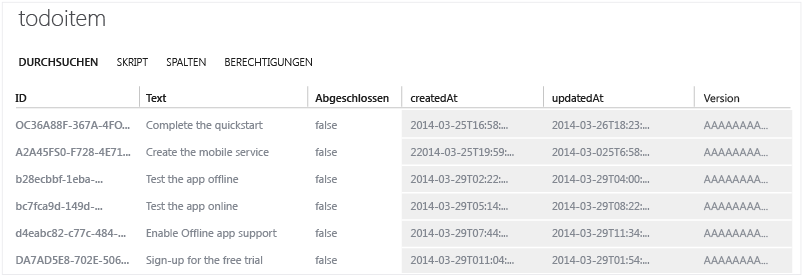 todoitem
DURCHSUCHEN SKRIPT SPALTEN BERECHTIGUNGEN
ID Text Abgeschlossen createdAt updatedAt Version
OC36A88F-367A-4FO... Complete the quickstart false 2014-03-25T16:58:... 2014-03-26T18:23:... AAAAAAAA...
A2A45FS0-F728-4E71... Create the mobile service false 22014-03-25T19:59:... 2014-03-025T6:58:... AAAAAAAA...
b28ecbbf-1eba-... Test the app offline false 2014-03-29T02:22:... 2014-03-29T04:00:... AAAAAAAA...
bc7fca9d-149d-... Test the app online false 2014-03-29T05:14:... 2014-03-29T08:22:... AAAAAAAA...
d4eabc82-c77c-484-... Enable Offline app support false 2014-03-29T07:44:... 2014-03-29T11:34:... AAAAAAAA...
DA7AD5E8-702E-506... Sign-up for the free trial false 2014-03-29T011:04:... 2014-03-29T01:54:... AAAAAAAA...